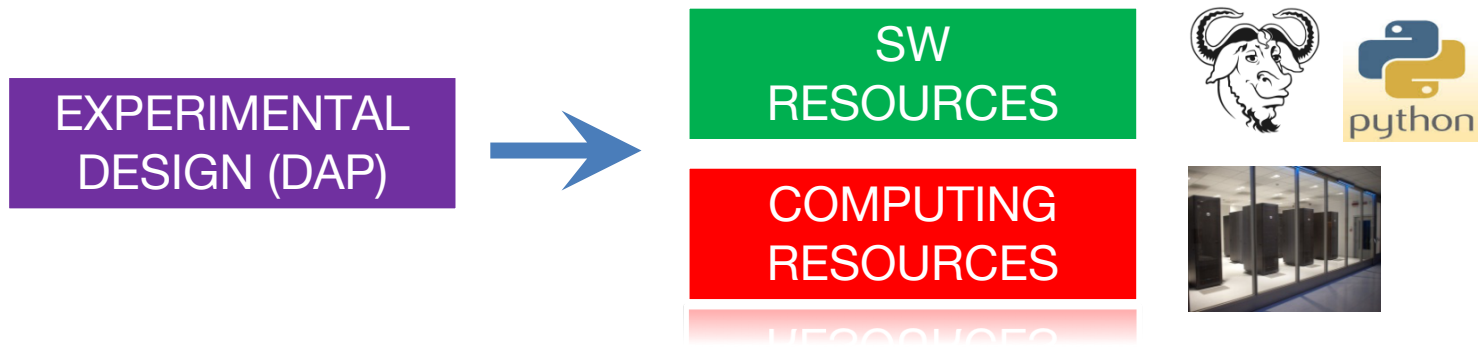 EXPERIMENTAL
DESIGN (DAP)
SW
RESOURCES
python
COMPUTING
RESOURCES